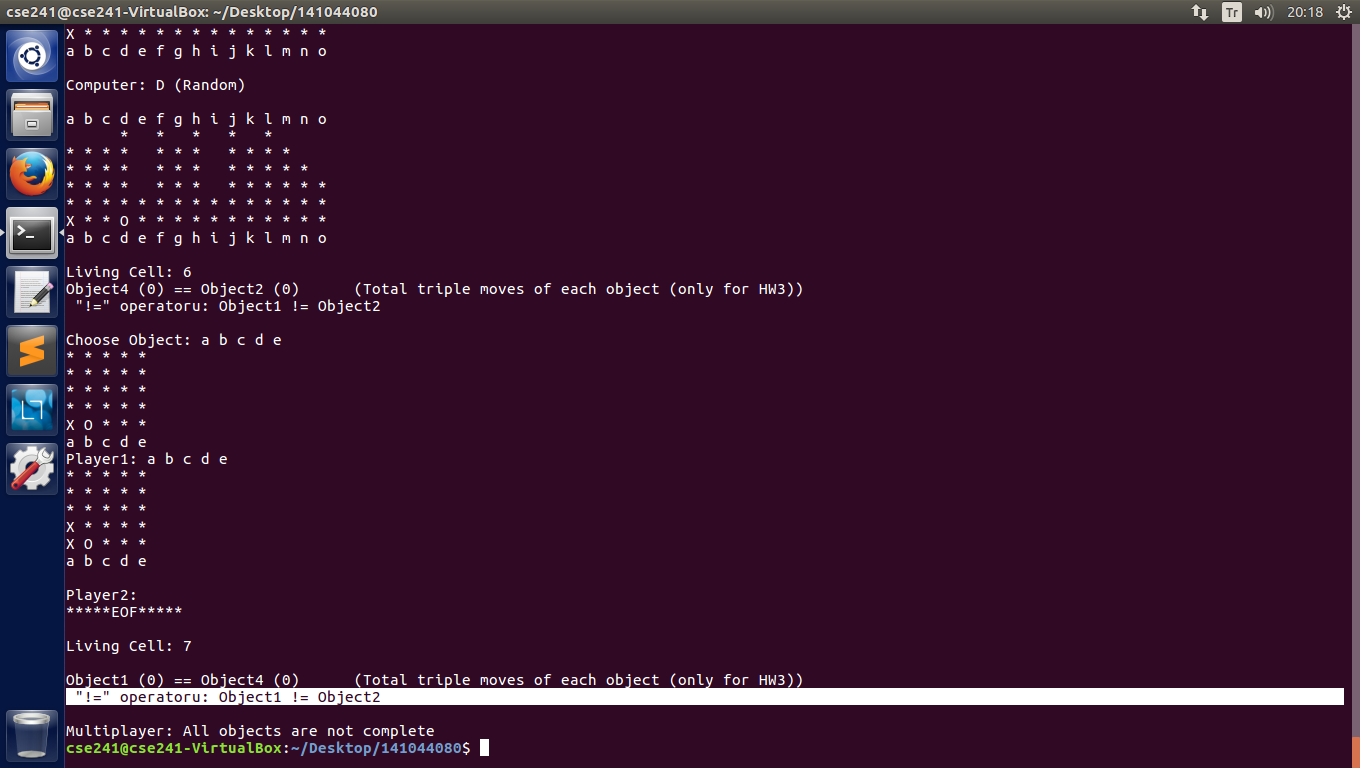 cse241@cse241-VirtualBox: ~/Desktop/141044080
Tr
20:18
X * * * * * * * * * * * * * *
a b c d e f g h i j k l m n o
Computer: D (Random)
a b c d e f g h i j k l m n o
      *   *   *   *   *
* * * *   * * *   * * * *
* * * *   * * *   * * * * *
* * * *   * * *   * * * * * *
* * * * * * * * * * * * * * *
X * * O * * * * * * * * * * *
a b c d e f g h i j k l m n o
Living Cell: 6
Object4 (0) == Object2 (0)      (Total triple moves of each object (only for HW3))
 "!=" operatoru: Object1 != Object2
Choose Object: a b c d e
* * * * *
* * * * *
* * * * *
* * * * *
X O * * *
a b c d e
Player1: a b c d e
* * * * *
* * * * *
* * * * *
X * * * *
X O * * *
a b c d e
Player2:
*****EOF*****
Living Cell: 7
Object1 (0) == Object4 (0)      (Total triple moves of each object (only for HW3))
 "!=" operatoru: Object1 != Object2
Multiplayer: All objects are not complete
cse241@cse241-VirtualBox:~/Desktop/141044080$